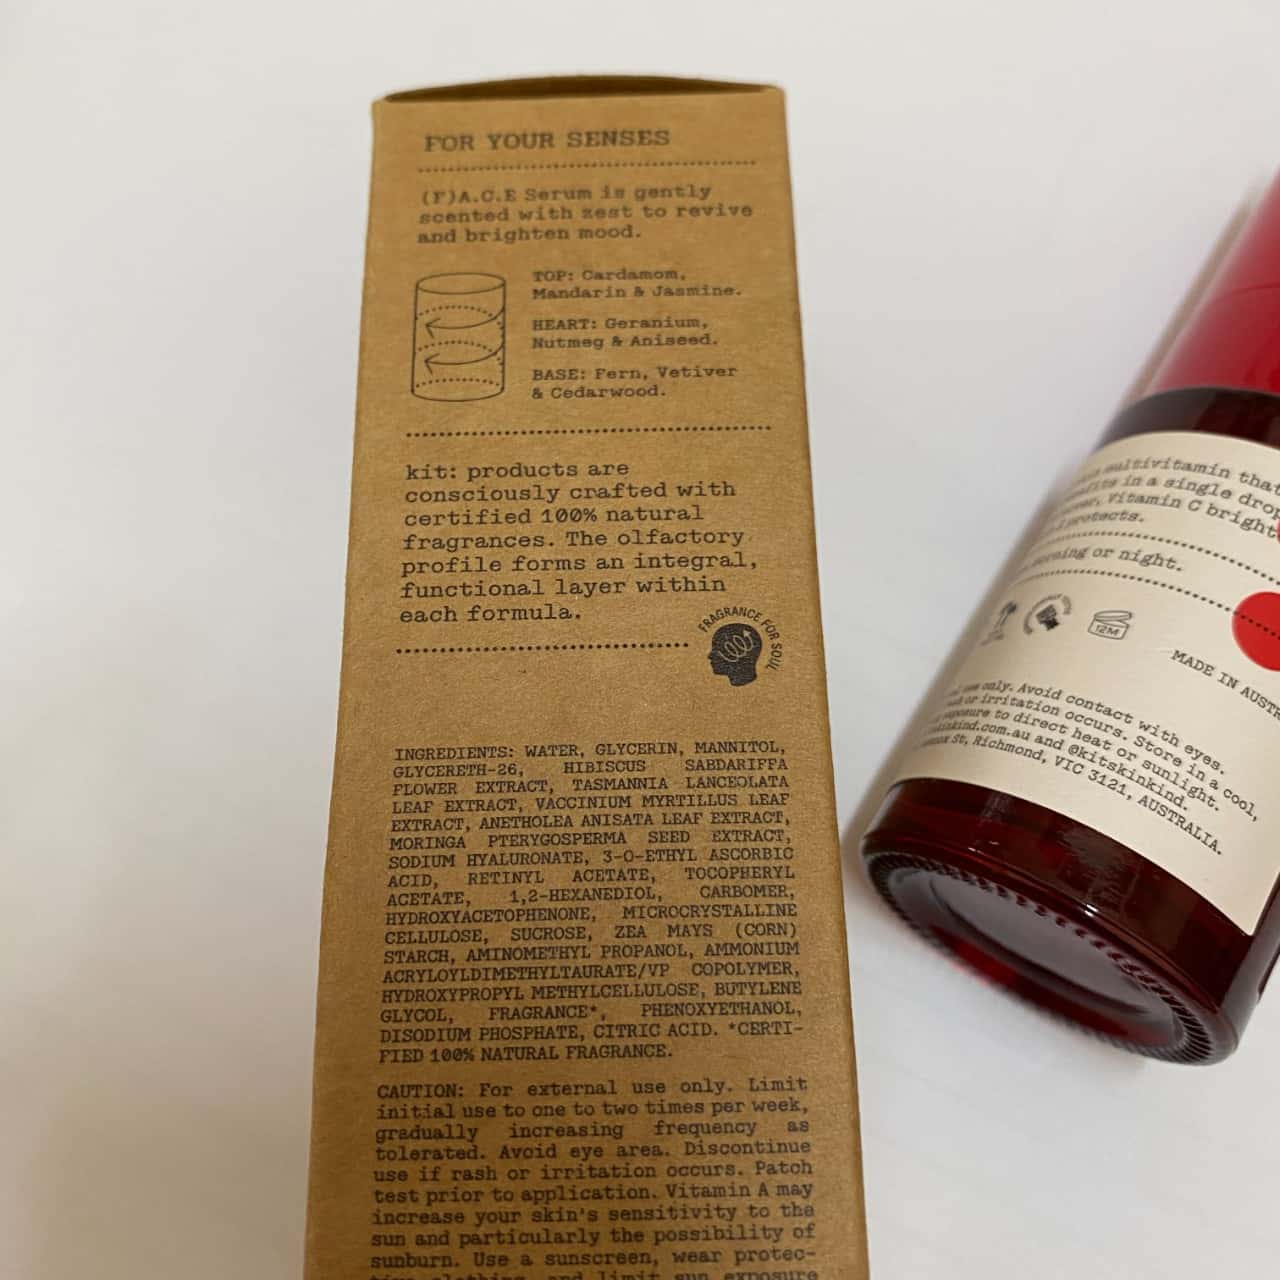 FOR YOUR SENSES
(F)A.C.E Serum is gently
scented with zest to revive
and brighten mood.
TOP: Cardamom,
Mandarin & Jasmine.
HEART: Geranium,
Nutmeg & Aniseed.
BASE: Fern, Vetiver
& Cedarwood.
kit: products are
consciously crafted with
certified 100% natural
fragrances. The olfactory
profile forms an integral,
functional layer within
each formula.
FRAGRANCE FOR SOUL
INGREDIENTS: WATER, GLYCERIN, MANNITOL,
GLYCERETH-26, HIBISCUS SABDARIFFA
FLOWER EXTRACT, TASMANNIA LANCEOLATA
LEAF EXTRACT, VACCINIUM MYRTILLUS LEAF
EXTRACT, ANETHOLEA ANISATA LEAF EXTRACT,
MORINGA PTERYGOSPERMA SEED EXTRACT,
SODIUM HYALURONATE, 3-O-ETHYL ASCORBIC
ACID, RETINYL ACETATE, TOCOPHERYL
ACETATE, 1,2-HEXANEDIOL, CARBOMER,
HYDROXYACETOPHENONE, MICROCRYSTALLINE
CELLULOSE, SUCROSE, ZEA MAYS (CORN)
STARCH, AMINOMETHYL PROPANOL, AMMONIUM
ACRYLOYLDIMETHYLTAURATE/VP COPOLYMER,
HYDROXYPROPYL METHYLCELLULOSE, BUTYLENE
GLYCOL, FRAGRANCE*, PHENOXYETHANOL,
DISODIUM PHOSPHATE, CITRIC ACID. *CERTI-
FIED 100% NATURAL FRAGRANCE.
CAUTION: For external use only. Limit
initial use to one to two times per week,
gradually increasing frequency as
tolerated. Avoid eye area. Discontinue
use if rash or irritation occurs. Patch
test prior to application. Vitamin A may
increase your skin's sensitivity to the
sun and particularly the possibility of
sunburn. Use a sunscreen, wear protec-
tive clothing, and limit sun exposure
multivitamin that
in a single drop
Vitamin C bright
protects.
or night.
12M
MADE IN AUSTR
use only. Avoid contact with eyes.
or irritation occurs. Store in a cool,
exposure to direct heat or sunlight.
kinkind.com.au and @kitskinkind.
St, Richmond, VIC 3121, AUSTRALIA.